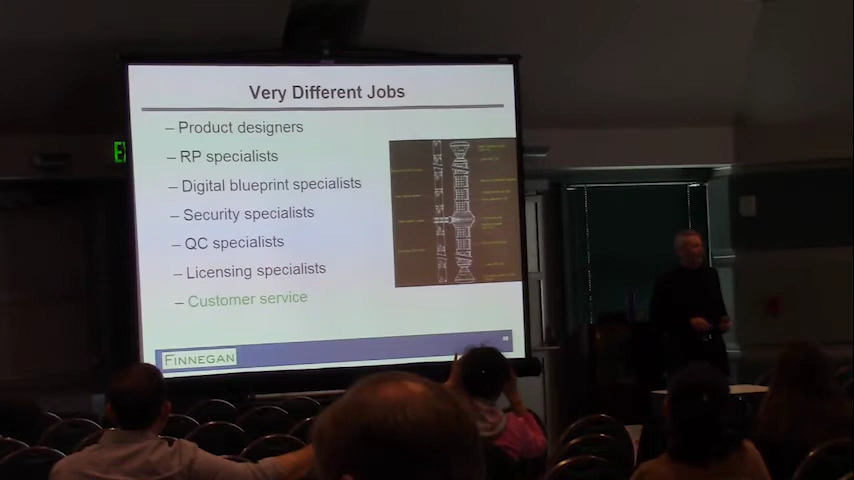 Very Different Jobs
– Product designers
– RP specialists
– Digital blueprint specialists
– Security specialists
– QC specialists
– Licensing specialists
– Customer service
FINNEGAN